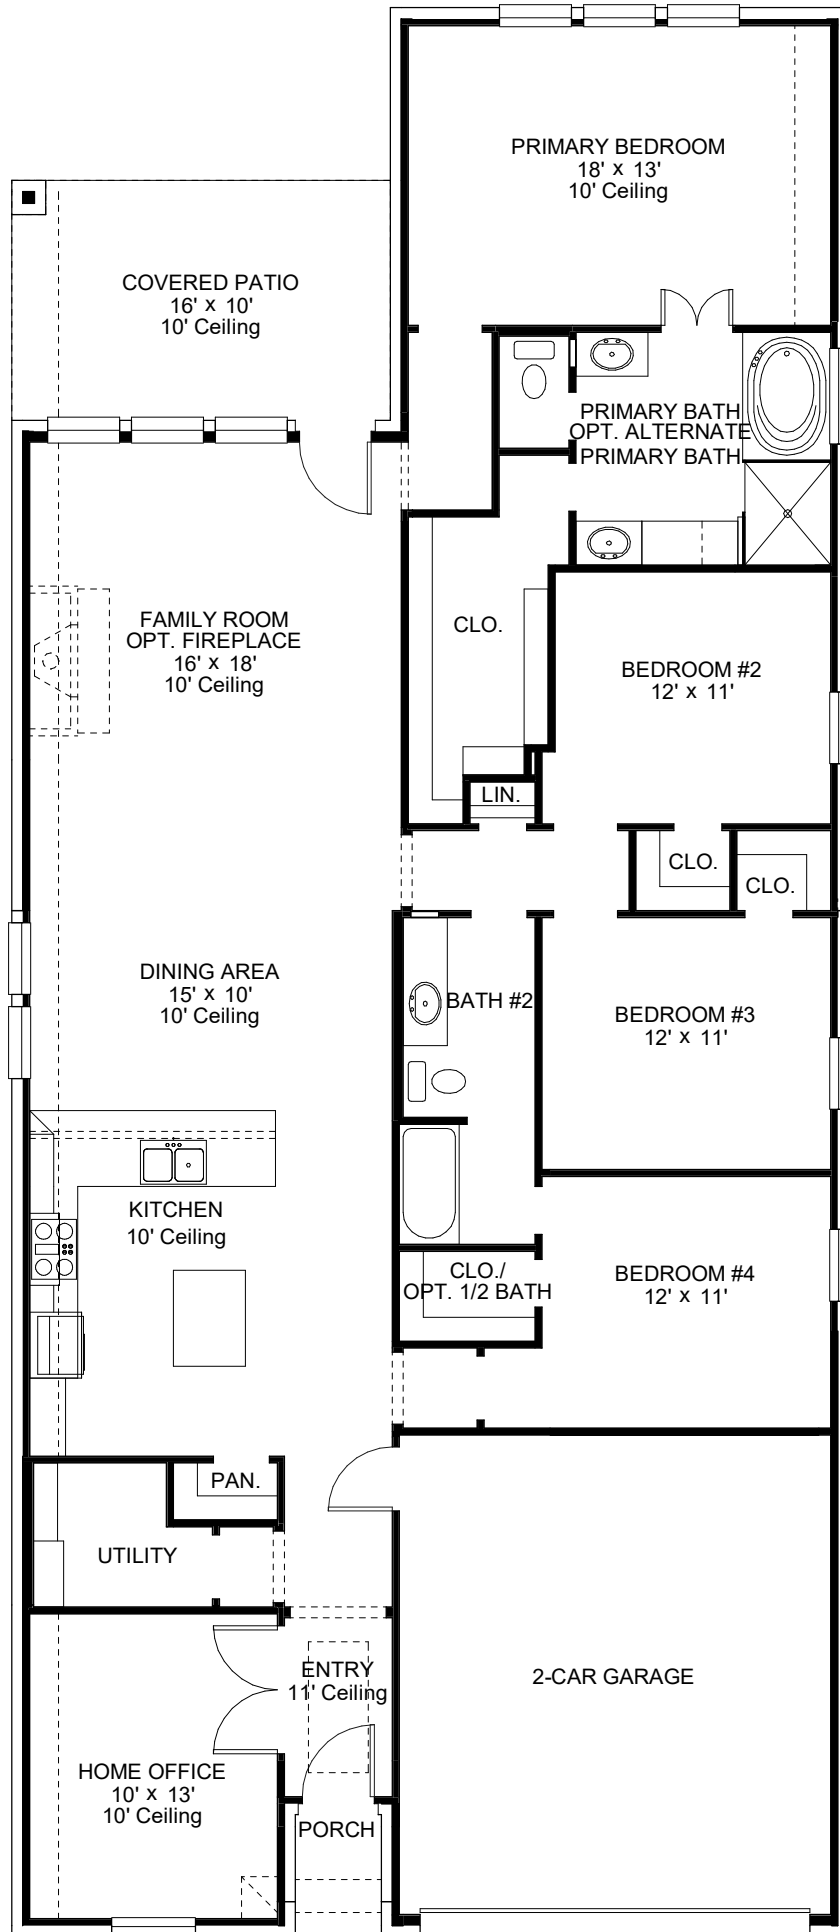 PRIMARY BEDROOM
18' x 13'
10' Ceiling
COVERED PATIO
16' x 10'
10' Ceiling
PRIMARY BATH
OPT. ALTERNATE
PRIMARY BATH
FAMILY ROOM
OPT. FIREPLACE
16' x 18'
10' Ceiling
CLO.
BEDROOM #2
12' x 11'
LIN.
CLO.
CLO.
DINING AREA
15' x 10'
10' Ceiling
BATH #2
BEDROOM #3
12' x 11'
KITCHEN
10' Ceiling
CLO./
OPT. 1/2 BATH
BEDROOM #4
12' x 11'
PAN.
UTILITY
ENTRY
11' Ceiling
2-CAR GARAGE
HOME OFFICE
10' x 13'
10' Ceiling
PORCH